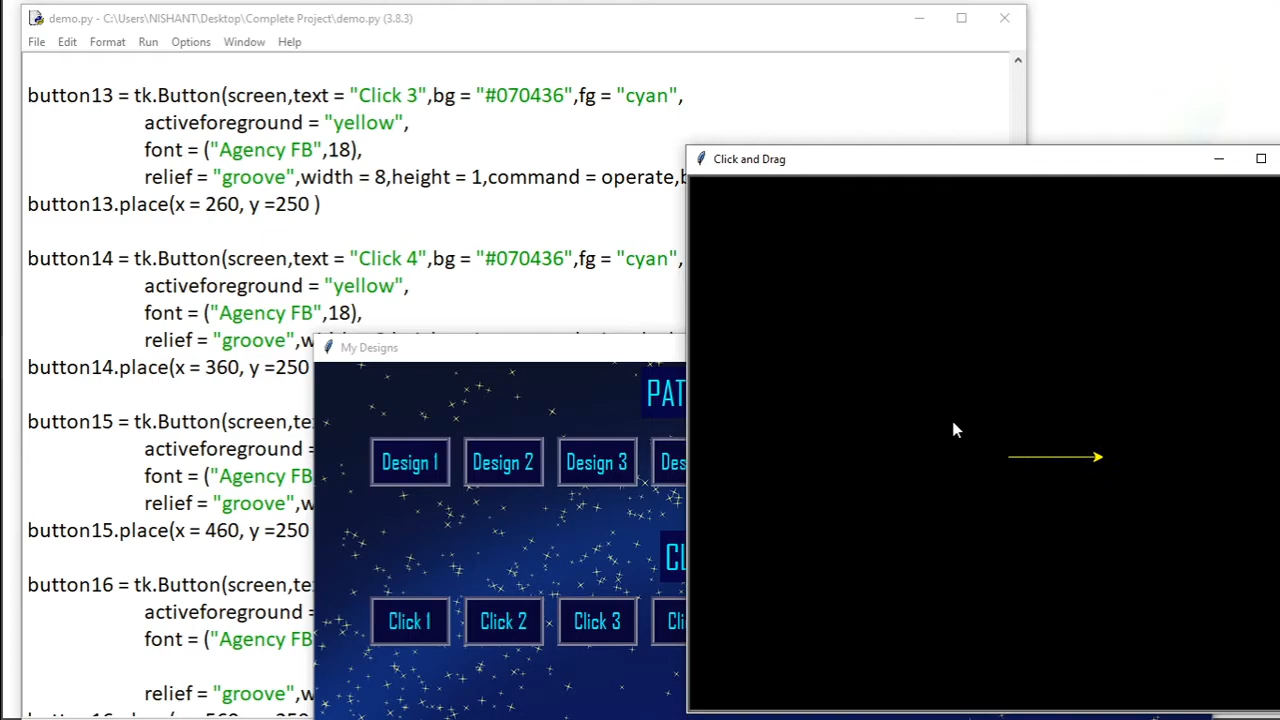 demo.py - C:\Users\NISHANT\Desktop\Complete Project\demo.py (3.8.3)
File Edit Format Run Options Window Help
button13 = tk.Button(screen,text = "Click 3",bg = "#070436",fg = "cyan",
activeforeground = "yellow",
font = ("Agency FB",18),
relief = "groove",width = 8,height = 1,command = operate,b
button13.place(x = 260, y =250 )
button14 = tk.Button(screen,text = "Click 4",bg = "#070436",fg = "cyan",
activeforeground = "yellow",
font = ("Agency FB",18),
relief = "groove",w
button14.place(x = 360, y =250
button15 = tk.Button(screen,te
activeforeground =
font = ("Agency FB
relief = "groove",w
button15.place(x = 460, y =250
button16 = tk.Button(screen,te
activeforeground =
font = ("Agency FB
relief = "groove",w
Click and Drag
My Designs
PAT
Design 1 Design 2 Design 3 Des
CL
Click 1 Click 2 Click 3 Cli